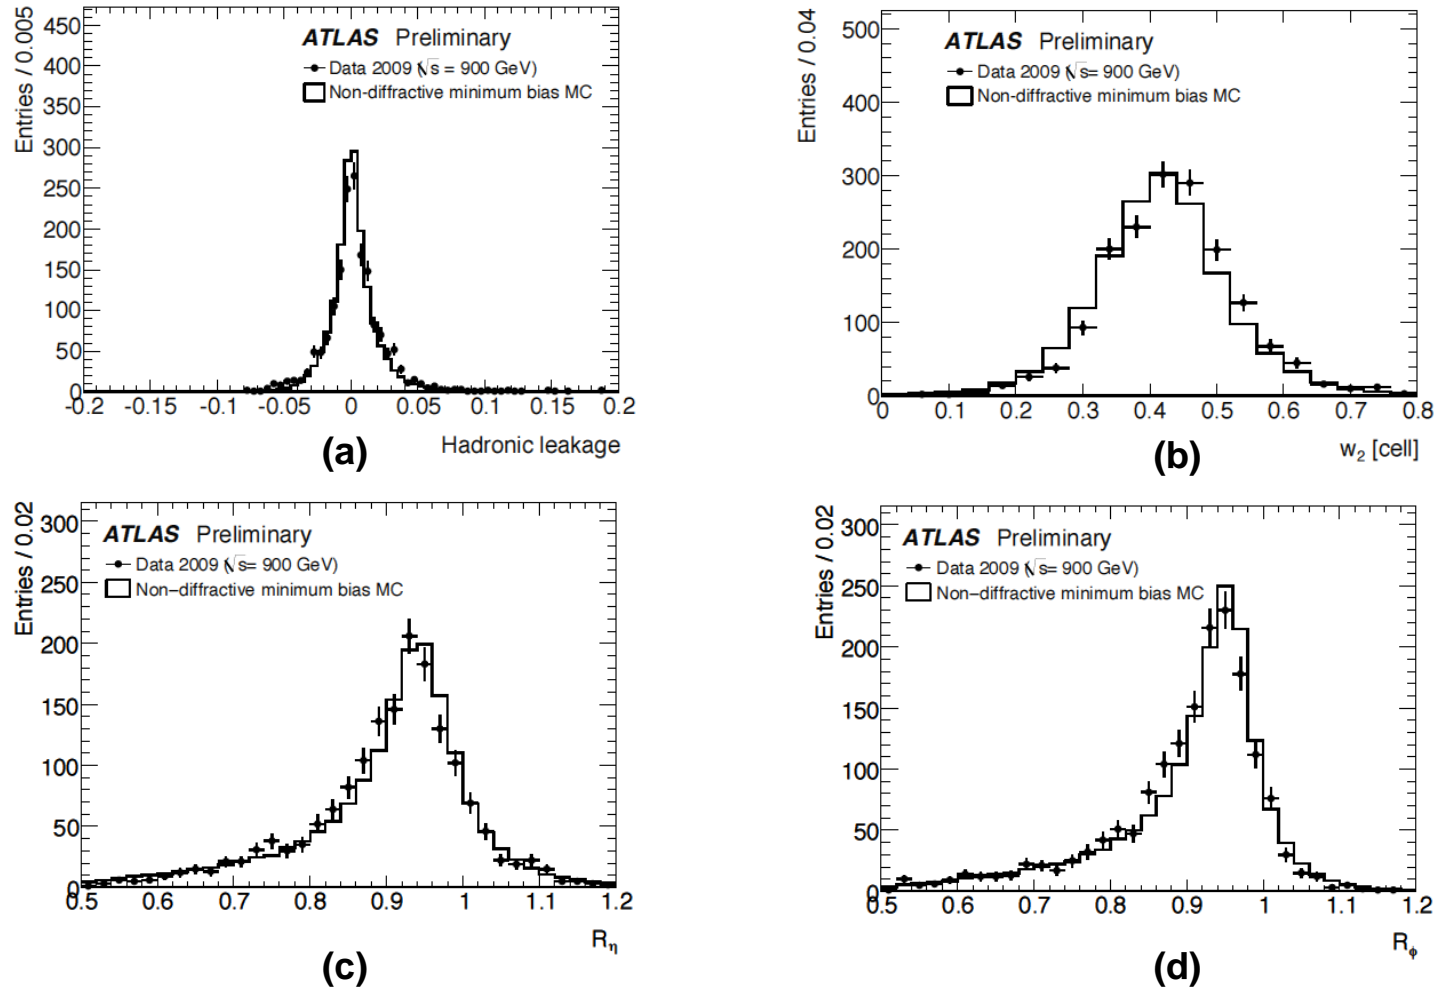 Entries / 0.005
450
400
350
300
250
200
150
100
50
0
ATLAS Preliminary
Data 2009 (√s = 900 GeV)
Non-diffractive minimum bias MC
-0.2 -0.15 -0.1 -0.05 0 0.05 0.1 0.15 0.2
Hadronic leakage
(a)
Entries / 0.04
500
400
300
200
100
0
ATLAS Preliminary
Data 2009 (√s= 900 GeV)
Non-diffractive minimum bias MC
0 0.1 0.2 0.3 0.4 0.5 0.6 0.7 0.8
w₂ [cell]
(b)
Entries / 0.02
300
250
200
150
100
50
0
ATLAS Preliminary
Data 2009 (√s= 900 GeV)
Non−diffractive minimum bias MC
0.5 0.6 0.7 0.8 0.9 1 1.1 1.2
Rη
(c)
Entries / 0.02
300
250
200
150
100
50
0
ATLAS Preliminary
Data 2009 (√s= 900 GeV)
Non−diffractive minimum bias MC
0.5 0.6 0.7 0.8 0.9 1 1.1 1.2
Rϕ
(d)